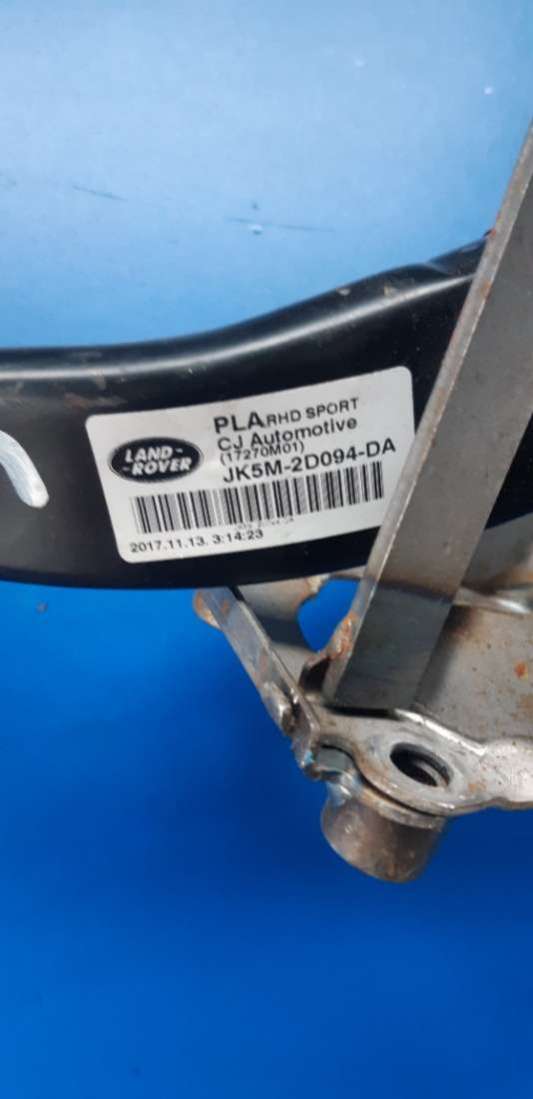 PLA RHD SPORT
CJ Automotive
(17270M01)
LAND-
-ROVER
JK5M-2D094-DA
2017.11.13. 3:14:23